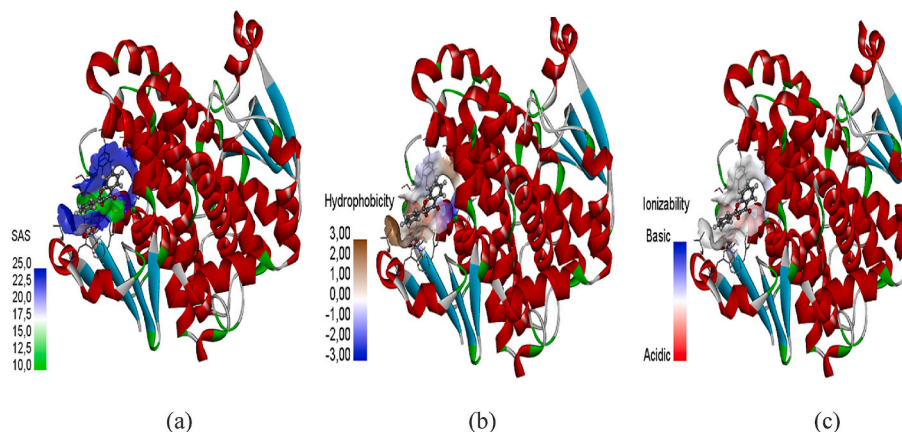 SAS
25,0
22,5
20,0
17,5
15,0
12,5
10,0
Hydrophobicity
3,00
2,00
1,00
0,00
-1,00
-2,00
-3,00
Ionizability
Basic
Acidic
(a)
(b)
(c)